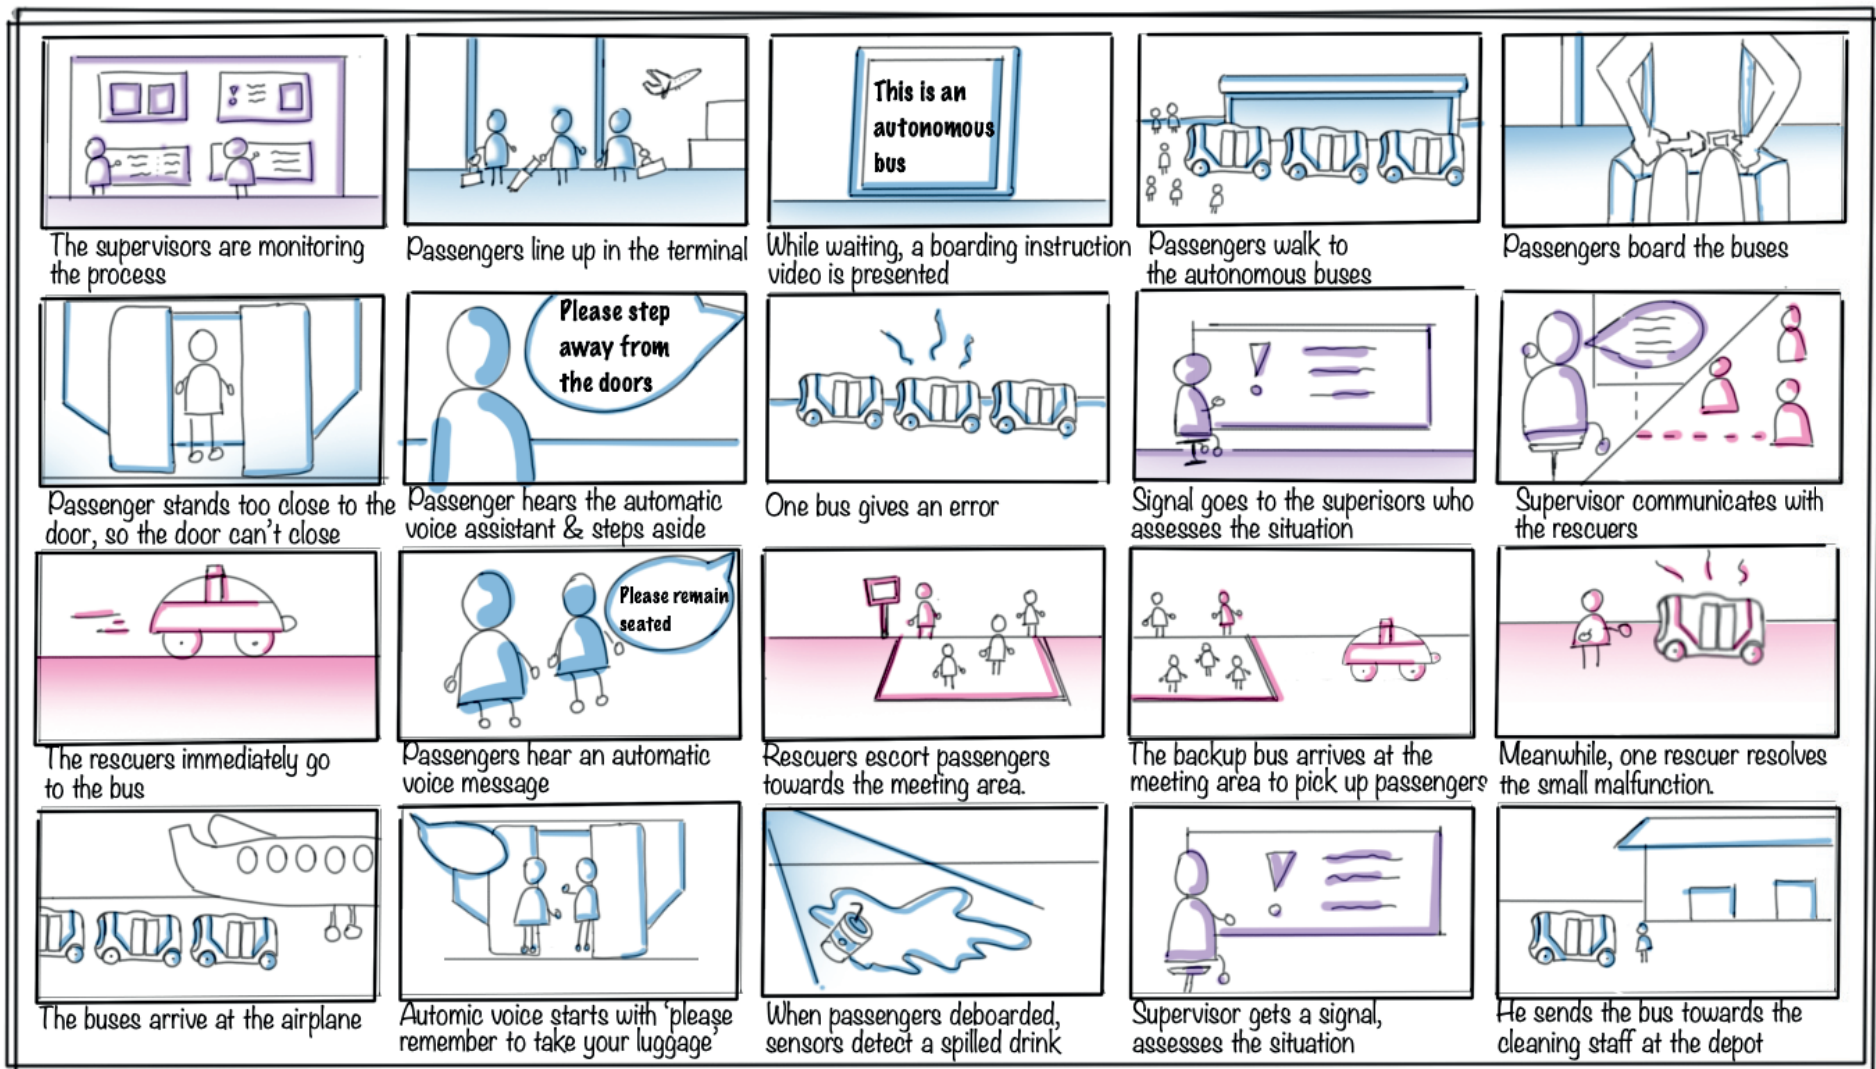 The supervisors are monitoring
the process
Passengers line up in the terminal
This is an
autonomous
bus
While waiting, a boarding instruction
video is presented
Passengers walk to
the autonomous buses
Passengers board the buses
Passenger stands too close to the
door, so the door can't close
Please step
away from
the doors
Passenger hears the automatic
voice assistant & steps aside
One bus gives an error
Signal goes to the superisors who
assesses the situation
Supervisor communicates with
the rescuers
The rescuers immediately go
to the bus
Please remain
seated
Passengers hear an automatic
voice message
Rescuers escort passengers
towards the meeting area.
The backup bus arrives at the
meeting area to pick up passengers
Meanwhile, one rescuer resolves
the small malfunction.
The buses arrive at the airplane
Automic voice starts with 'please
remember to take your luggage'
When passengers deboarded,
sensors detect a spilled drink
Supervisor gets a signal,
assesses the situation
He sends the bus towards the
cleaning staff at the depot